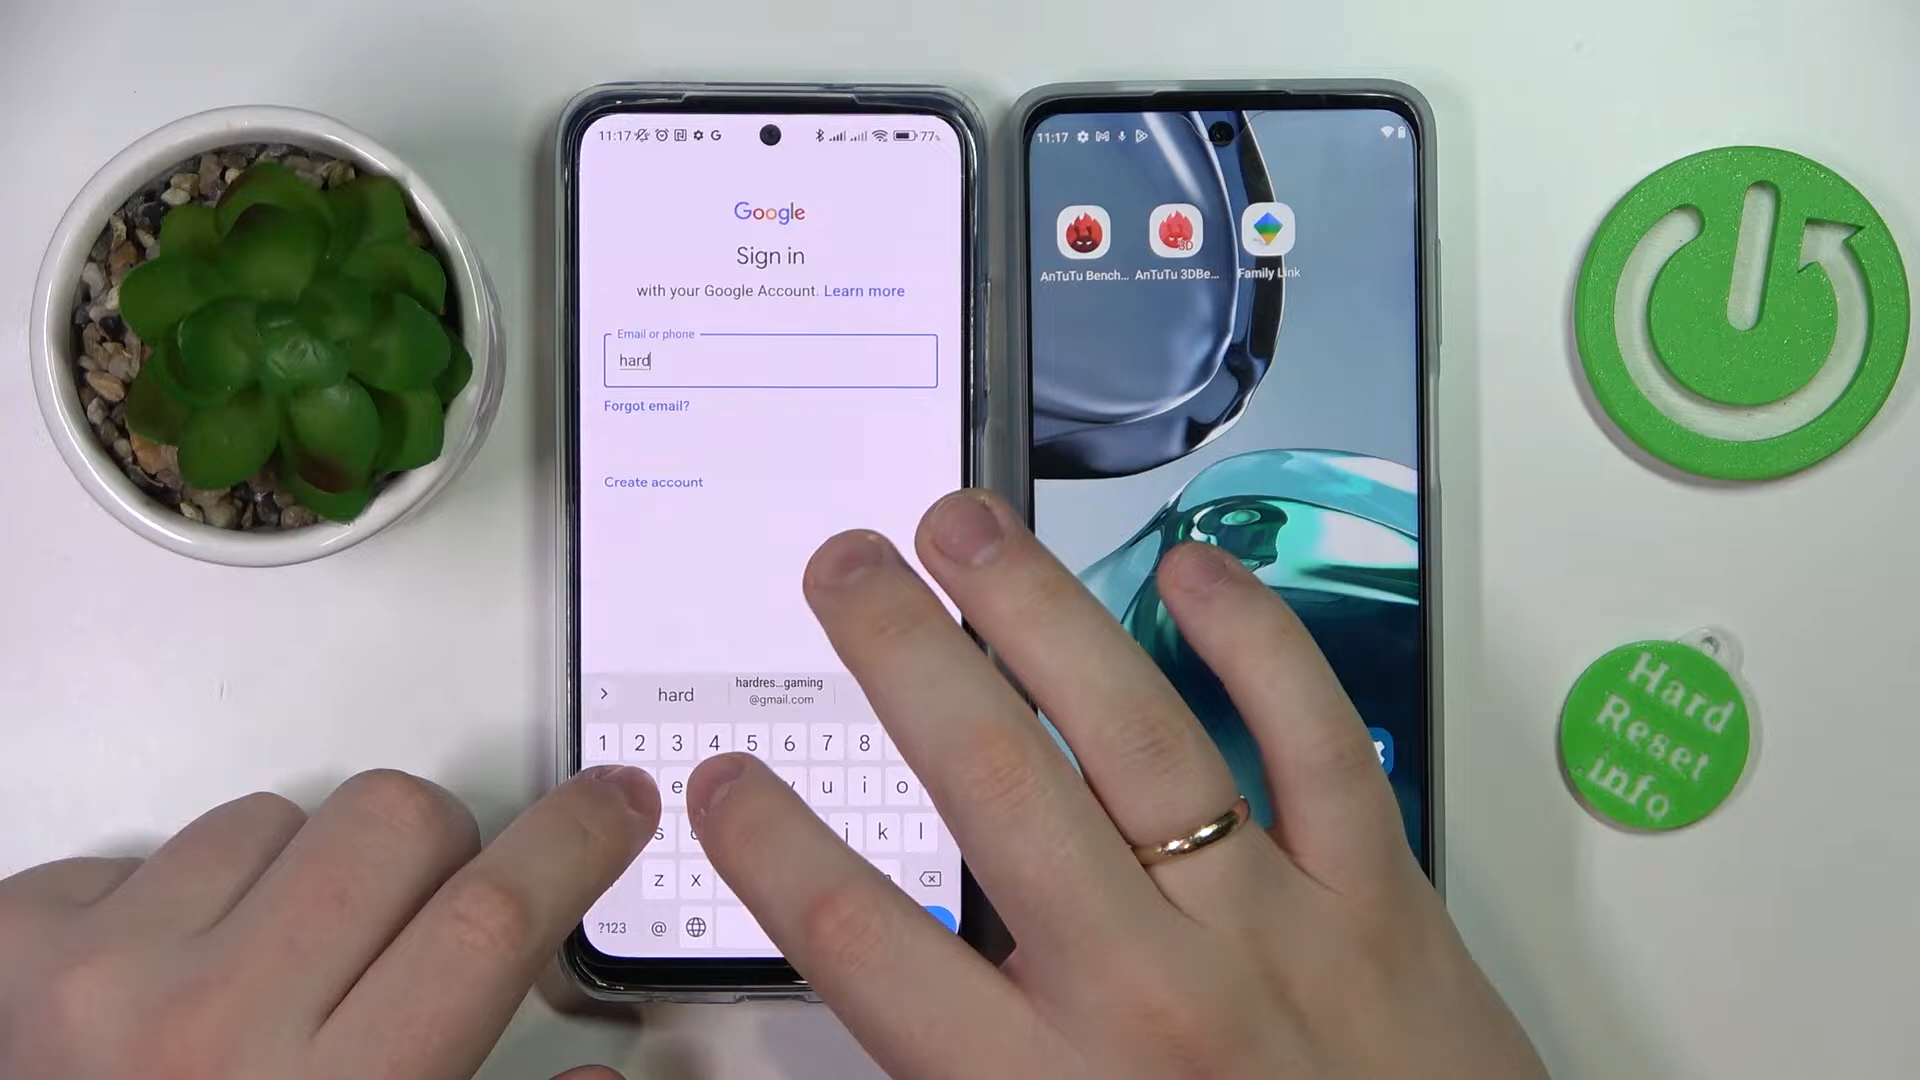 11:17
77%
Google
Sign in
with your Google Account. Learn more
Email or phone
hard
Forgot email?
Create account
hard
hardres...gaming
@gmail.com
1 2 3 4 5 6 7 8
e u i o
s j k l
z x
?123 @
11:17
AnTuTu Bench...
AnTuTu 3DBe...
Family Link
3D
Hard
Reset
info